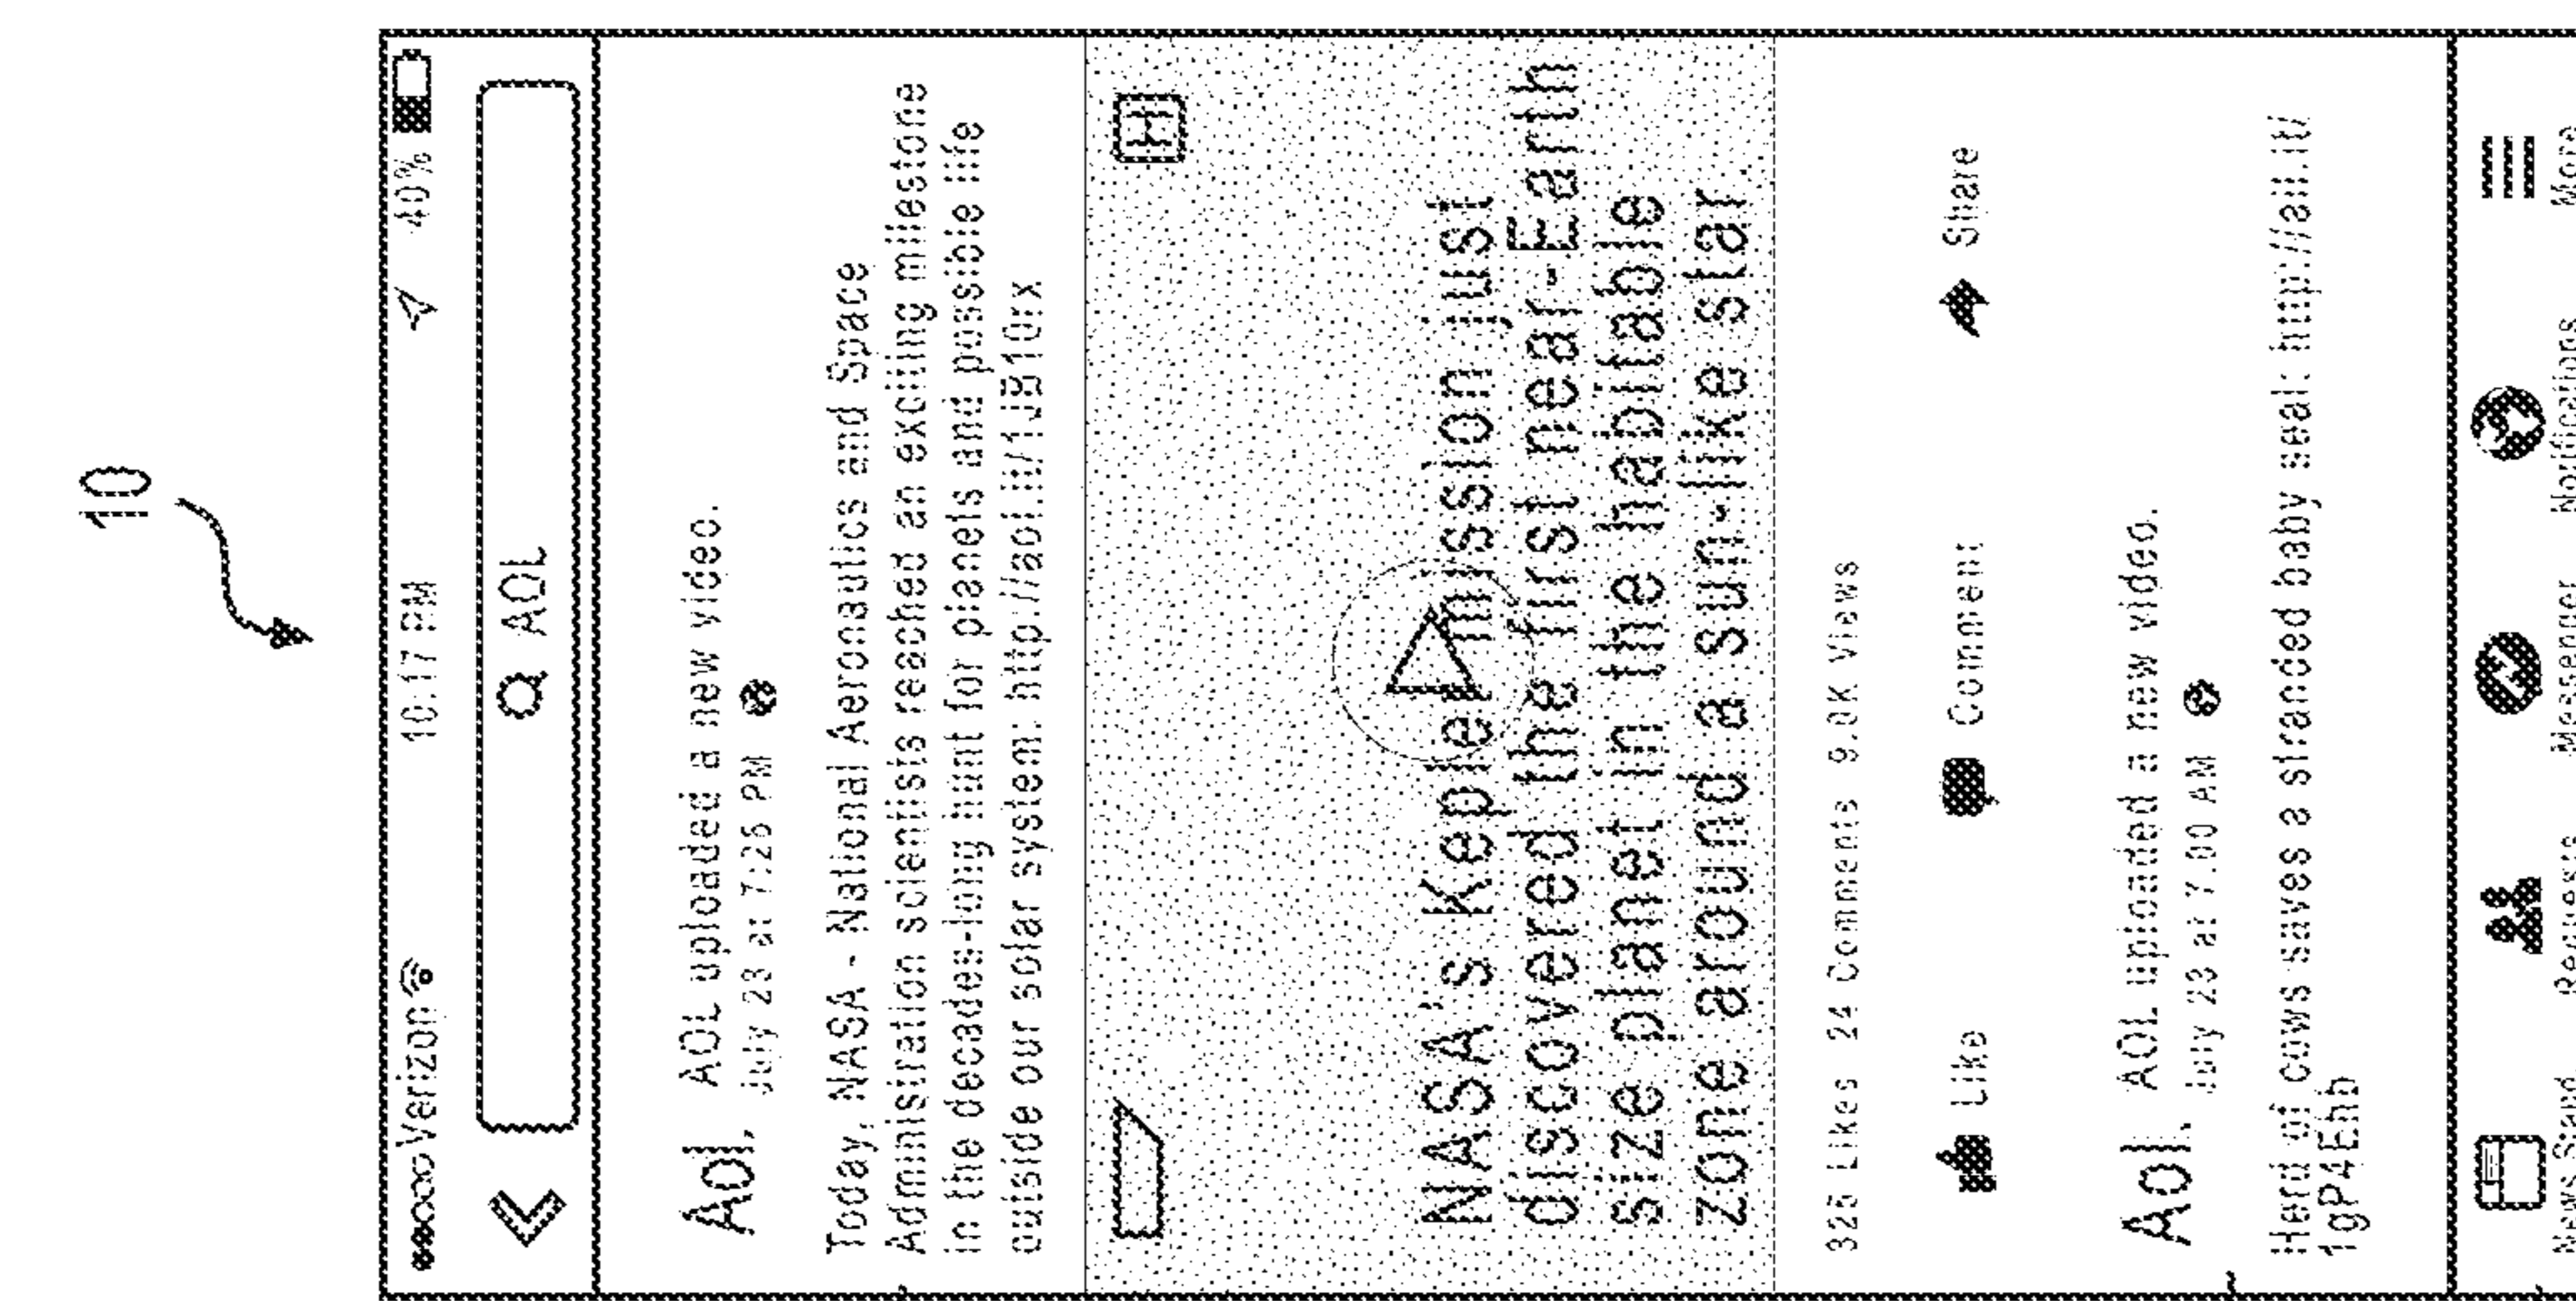 10
Verizon 10:17 PM 40%
AOL
Aol. AOL uploaded a new video.
July 23 at 7:26 PM
Today, NASA - National Aeronautics and Space
Administration scientists reached an exciting milestone
in the decades-long hunt for planets and possible life
outside our solar system: http://aol.it/1JB10rx
H
NASA's Kepler mission just
discovered the first near-Earth
size planet in the habitable
zone around a sun-like star
325 Likes 24 Comments 9.0K Views
Like Comment Share
Aol. AOL uploaded a new video.
July 23 at 7:00 AM
Herd of cows saves a stranded baby seal:
1gP4Ehb
News Seed Requests Messenger Notifications More